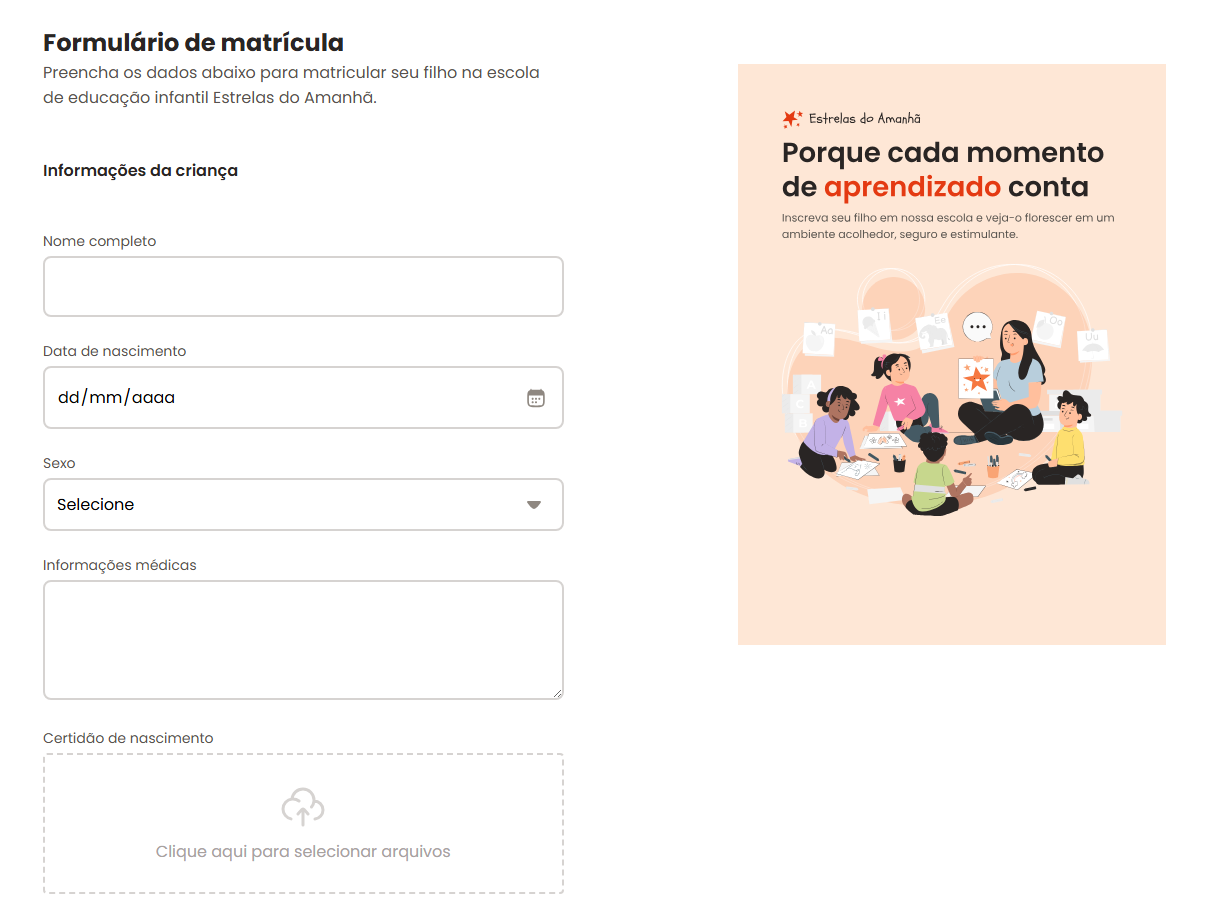 Formulário de matrícula
Preencha os dados abaixo para matricular seu filho na escola
de educação infantil Estrelas do Amanhã.
Informações da criança
Nome completo
Data de nascimento
dd/mm/aaaa
Sexo
Selecione
Informações médicas
Certidão de nascimento
Clique aqui para selecionar arquivos
Estrelas do Amanhã
Porque cada momento
de aprendizado conta
Inscreva seu filho em nossa escola e veja-o florescer em um
ambiente acolhedor, seguro e estimulante.
Aa
Ii
Ee
Oo
Uu
A
C
B